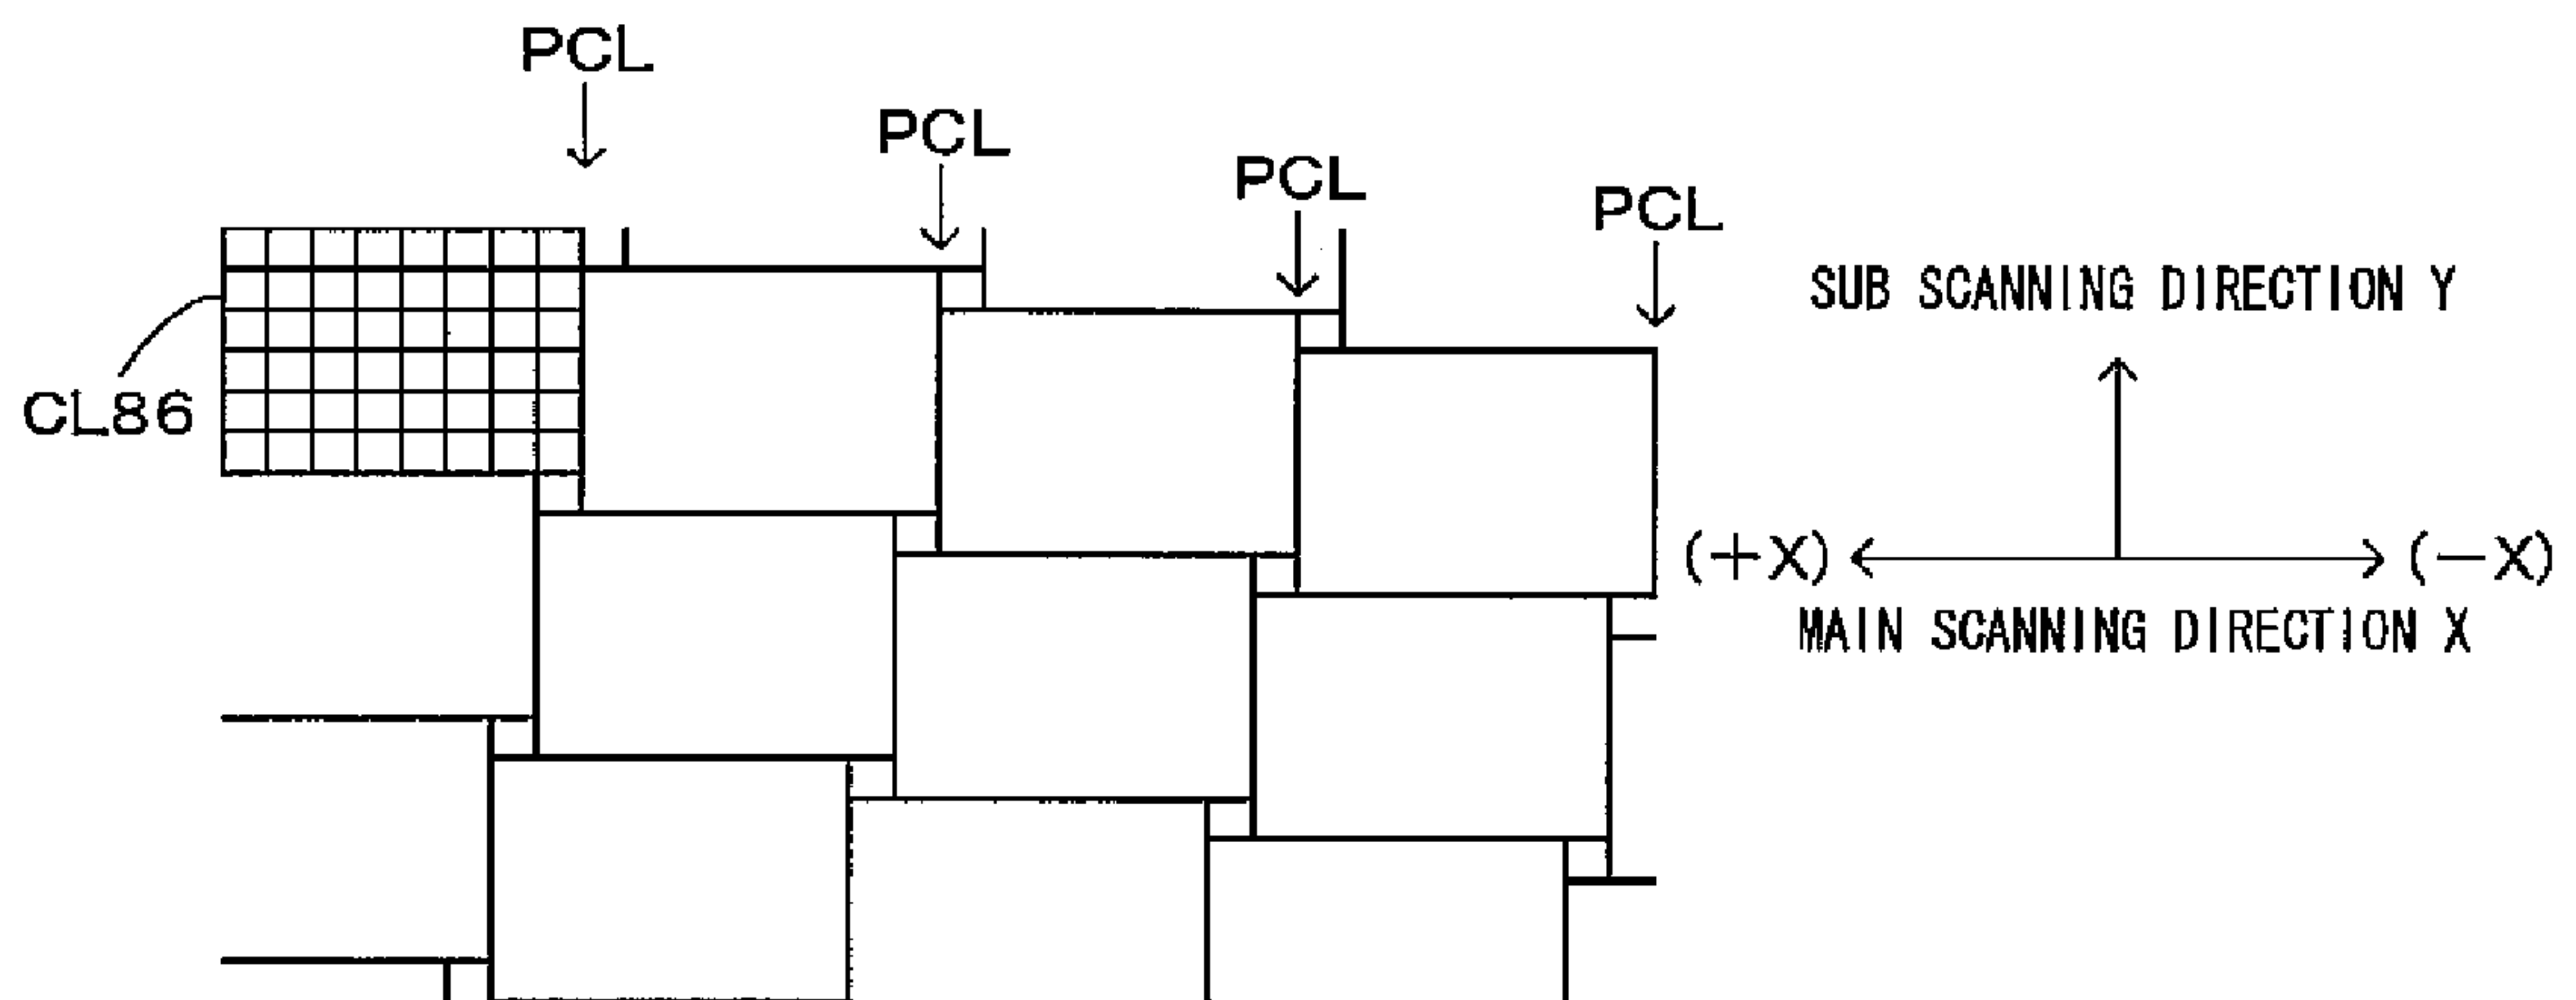 PCL
PCL
PCL
PCL
SUB SCANNING DIRECTION Y
CL86
(+X)
(−X)
MAIN SCANNING DIRECTION X